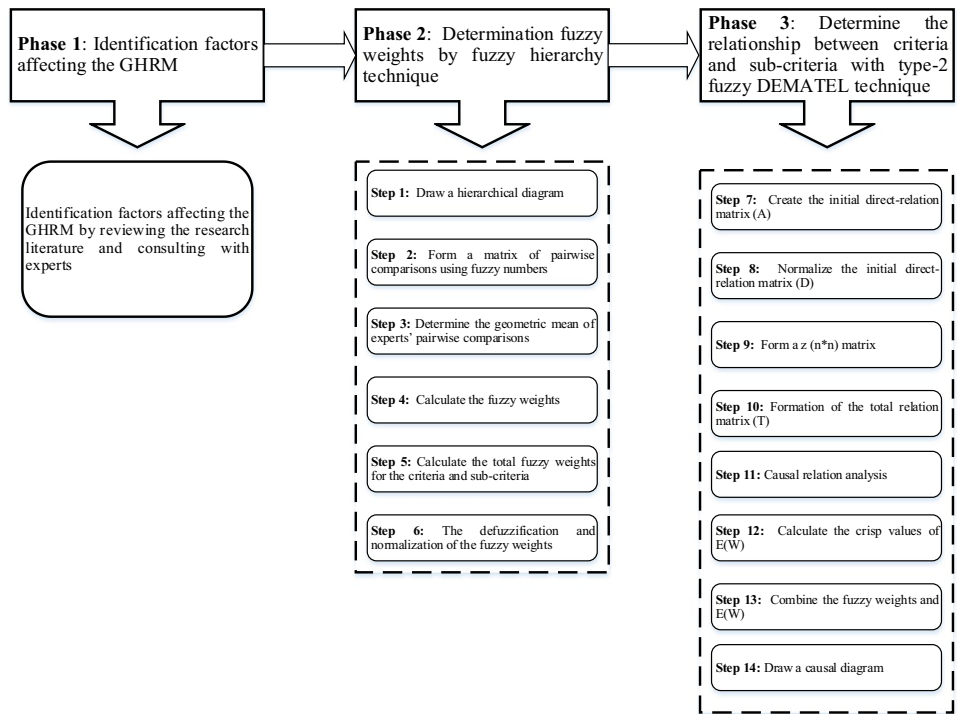 Phase 1: Identification factors
affecting the GHRM
Identification factors affecting the
GHRM by reviewing the research
literature and consulting with
experts
Phase 2: Determination fuzzy
weights by fuzzy hierarchy
technique
Step 1: Draw a hierarchical diagram
Step 2: Form a matrix of pairwise
comparisons using fuzzy numbers
Step 3: Determine the geometric mean of
experts' pairwise comparisons
Step 4: Calculate the fuzzy weights
Step 5: Calculate the total fuzzy weights
for the criteria and sub-criteria
Step 6: The defuzzification and
normalization of the fuzzy weights
Phase 3: Determine the
relationship between criteria
and sub-criteria with type-2
fuzzy DEMATEL technique
Step 7: Create the initial direct-relation
matrix (A)
Step 8: Normalize the initial direct-
relation matrix (D)
Step 9: Form a z (n*n) matrix
Step 10: Formation of the total relation
matrix (T)
Step 11: Causal relation analysis
Step 12: Calculate the crisp values of
E(W)
Step 13: Combine the fuzzy weights and
E(W)
Step 14: Draw a causal diagram